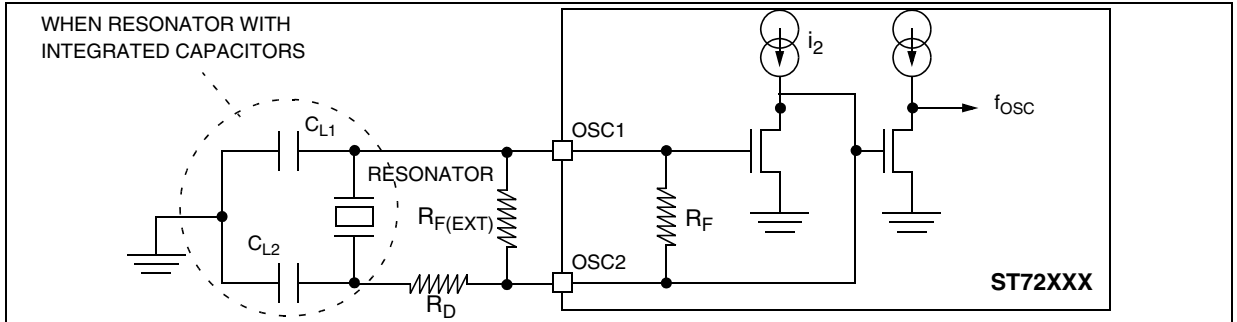 WHEN RESONATOR WITH
INTEGRATED CAPACITORS
i2
fOSC
CL1
OSC1
RESONATOR
RF(EXT)
RF
CL2
OSC2
RD
ST72XXX